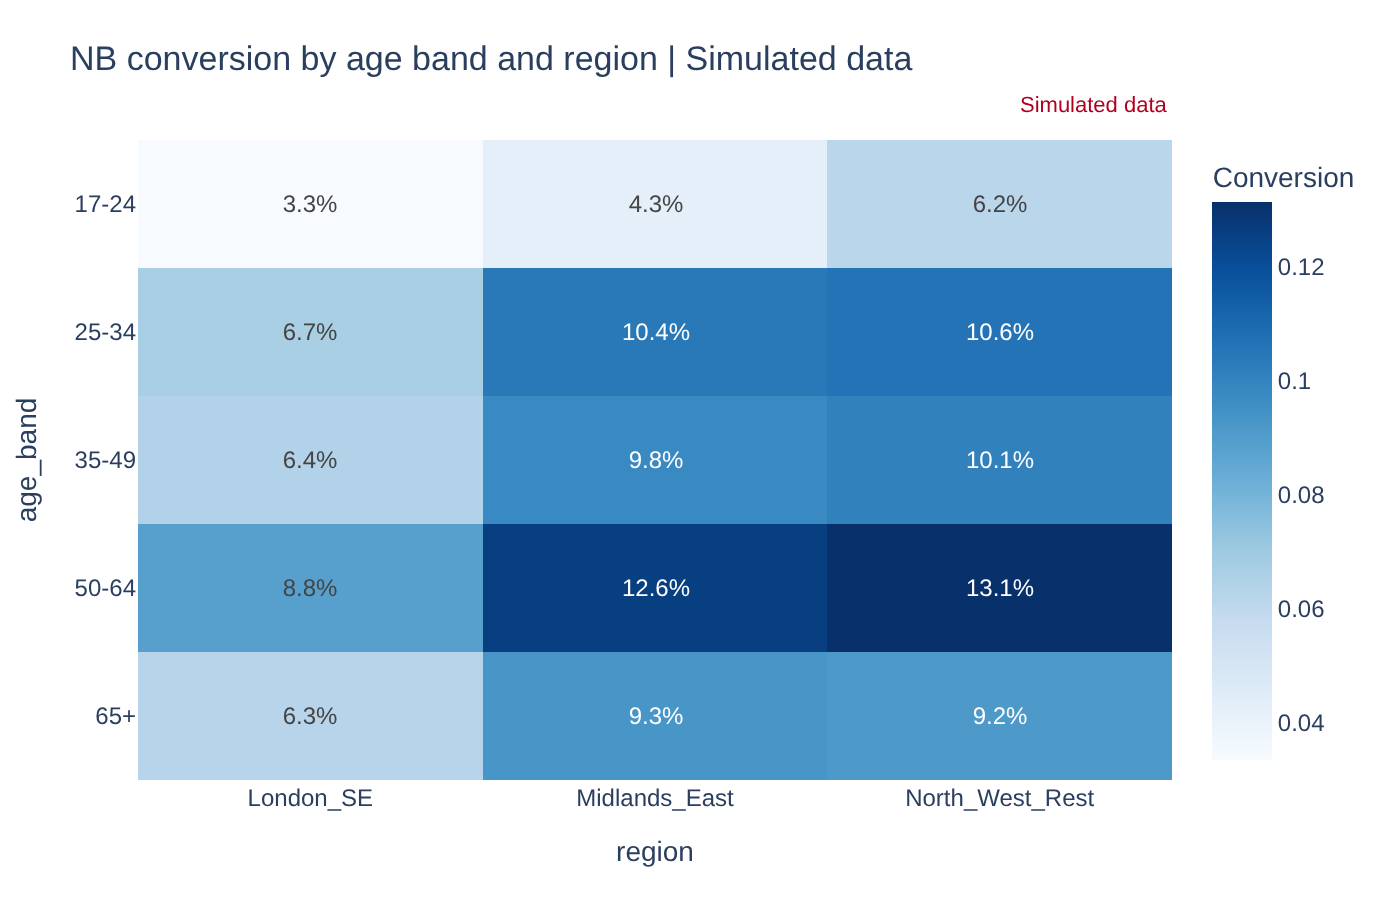 NB conversion by age band and region | Simulated data
Simulated data
Conversion
17-24 3.3% 4.3% 6.2%
25-34 6.7% 10.4% 10.6%
35-49 6.4% 9.8% 10.1%
50-64 8.8% 12.6% 13.1%
65+ 6.3% 9.3% 9.2%
age_band
London_SE Midlands_East North_West_Rest
region
0.12
0.1
0.08
0.06
0.04